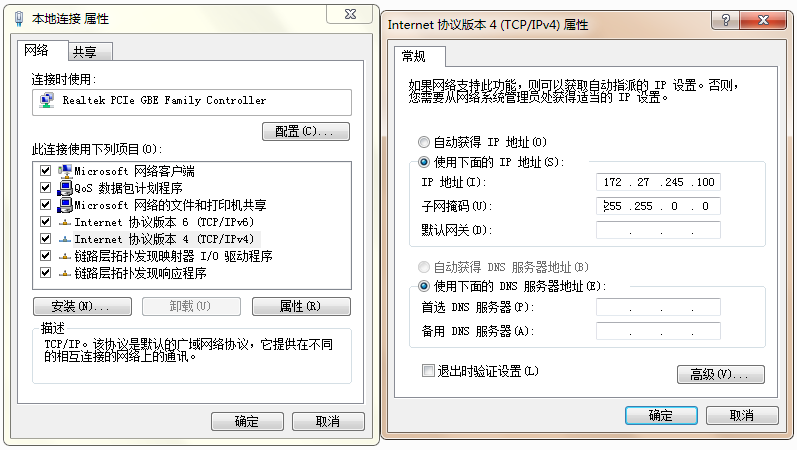 本地连接 属性
网络
共享
连接时使用:
Realtek PCIe GBE Family Controller
配置(C)...
此连接使用下列项目(O):
Microsoft 网络客户端
QoS 数据包计划程序
Microsoft 网络的文件和打印机共享
Internet 协议版本 6 (TCP/IPv6)
Internet 协议版本 4 (TCP/IPv4)
链路层拓扑发现映射器 I/O 驱动程序
链路层拓扑发现响应程序
安装(N)...
卸载(U)
属性(R)
描述
TCP/IP。该协议是默认的广域网络协议，它提供在不同
的相互连接的网络上的通讯。
确定
取消
Internet 协议版本 4 (TCP/IPv4) 属性
常规
如果网络支持此功能，则可以获取自动指派的 IP 设置。否则，
您需要从网络系统管理员处获得适当的 IP 设置。
自动获得 IP 地址(O)
使用下面的 IP 地址(S):
IP 地址(I):
172 . 27 .245 .100
子网掩码(U):
255 .255 . 0 . 0
默认网关(D):
. . .
自动获得 DNS 服务器地址(B)
使用下面的 DNS 服务器地址(E):
首选 DNS 服务器(P):
. . .
备用 DNS 服务器(A):
. . .
退出时验证设置(L)
高级(V)...
确定
取消